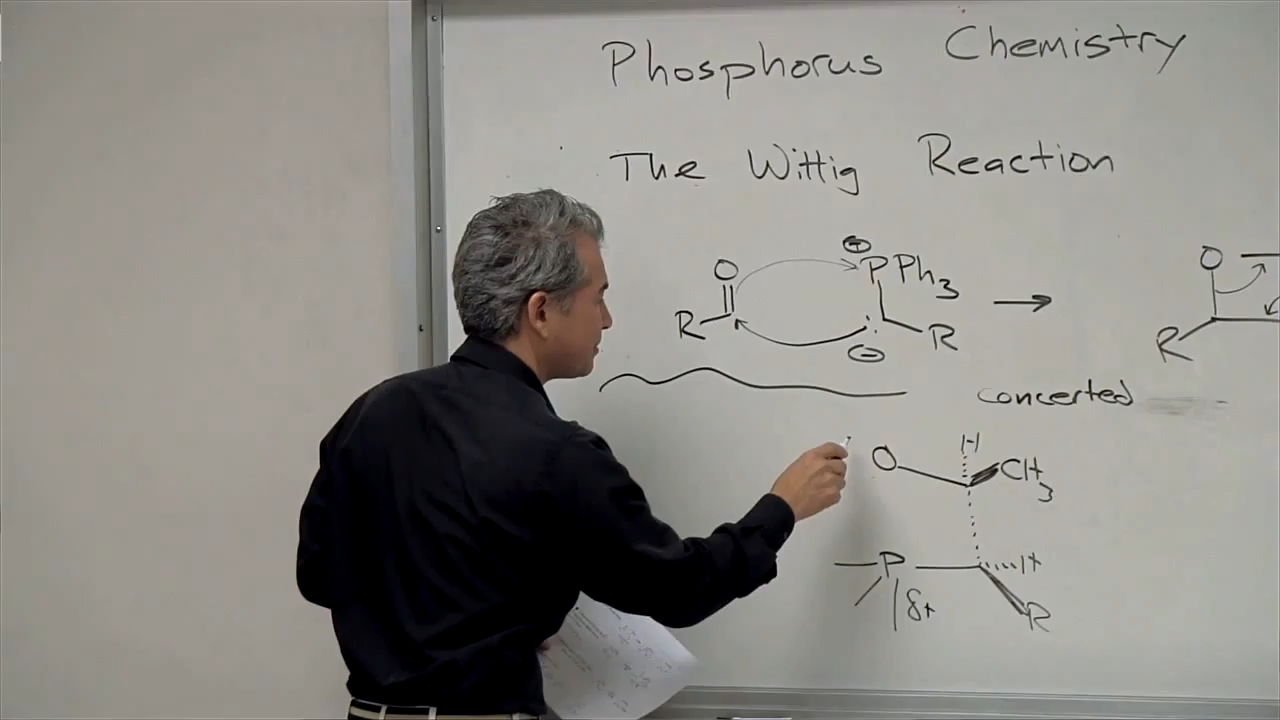 Phosphorus Chemistry
The Wittig Reaction
O ⊕ PPh3 O
R ⊖ R → R
concerted
H
O CH3
P H
δ+ R